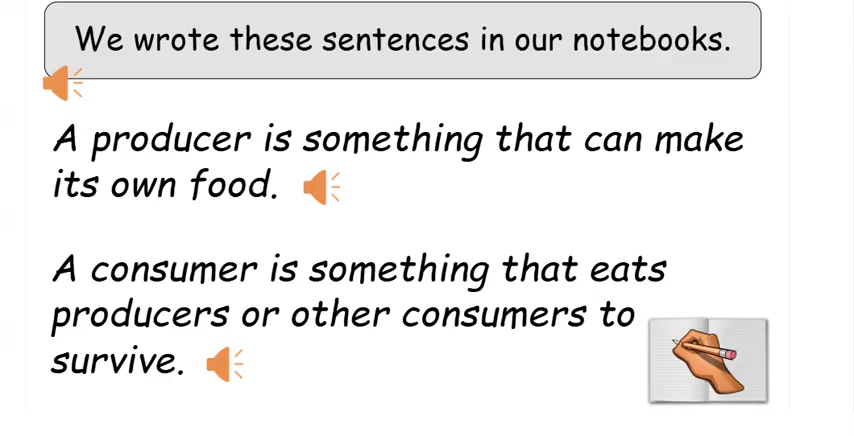 We wrote these sentences in our notebooks.
A producer is something that can make
its own food.
A consumer is something that eats
producers or other consumers to
survive.